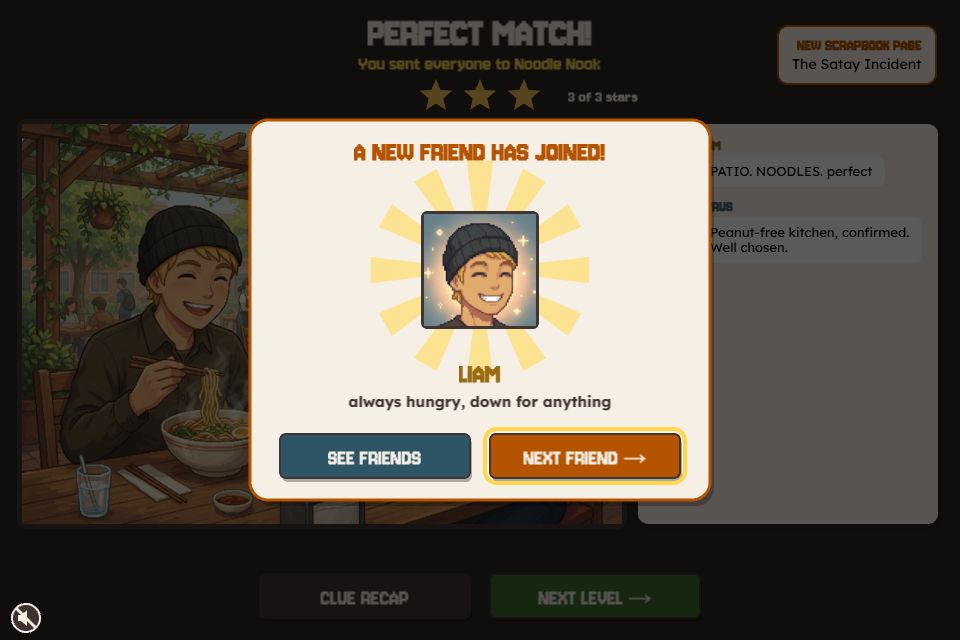 PERFECT MATCH!
You sent everyone to Noodle Nook
3 of 3 stars
NEW SCRAPBOOK PAGE
The Satay Incident
A NEW FRIEND HAS JOINED!
LIAM
always hungry, down for anything
SEE FRIENDS
NEXT FRIEND →
PATIO. NOODLES. perfect
Peanut-free kitchen, confirmed.
Well chosen.
CLUE RECAP
NEXT LEVEL →